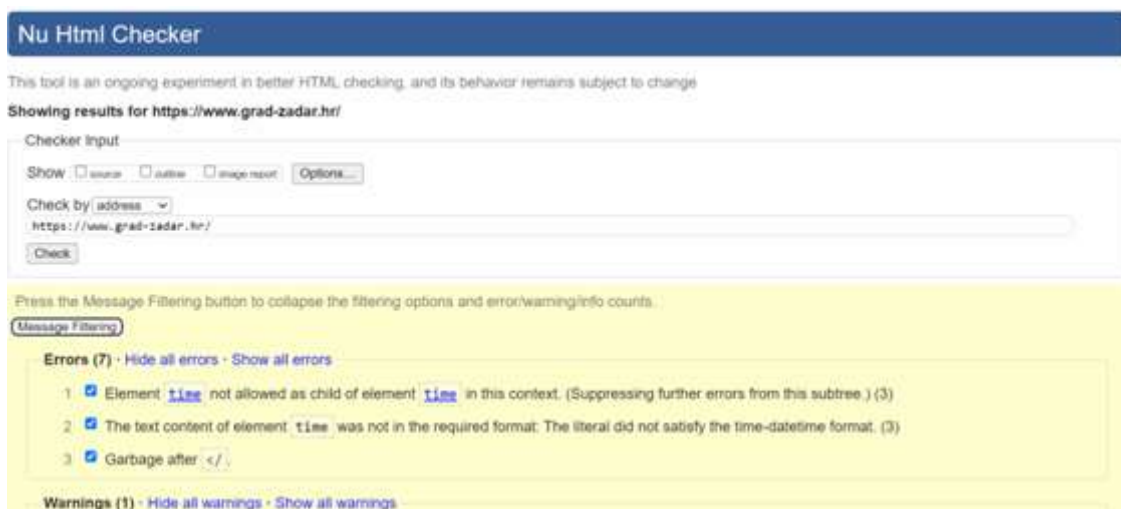 Nu Html Checker
This tool is an ongoing experiment in better HTML checking, and its behavior remains subject to change
Showing results for https://www.grad-zadar.hr/
Checker Input
Show source outline image report Options...
Check by address
https://www.grad-zadar.hr/
Check
Press the Message Filtering button to collapse the filtering options and error/warning/info counts.
Message Filtering
Errors (7) · Hide all errors · Show all errors
1 Element time not allowed as child of element time in this context. (Suppressing further errors from this subtree.) (3)
2 The text content of element time was not in the required format: The literal did not satisfy the time-datetime format. (3)
3 Garbage after </.
Warnings (1) · Hide all warnings · Show all warnings